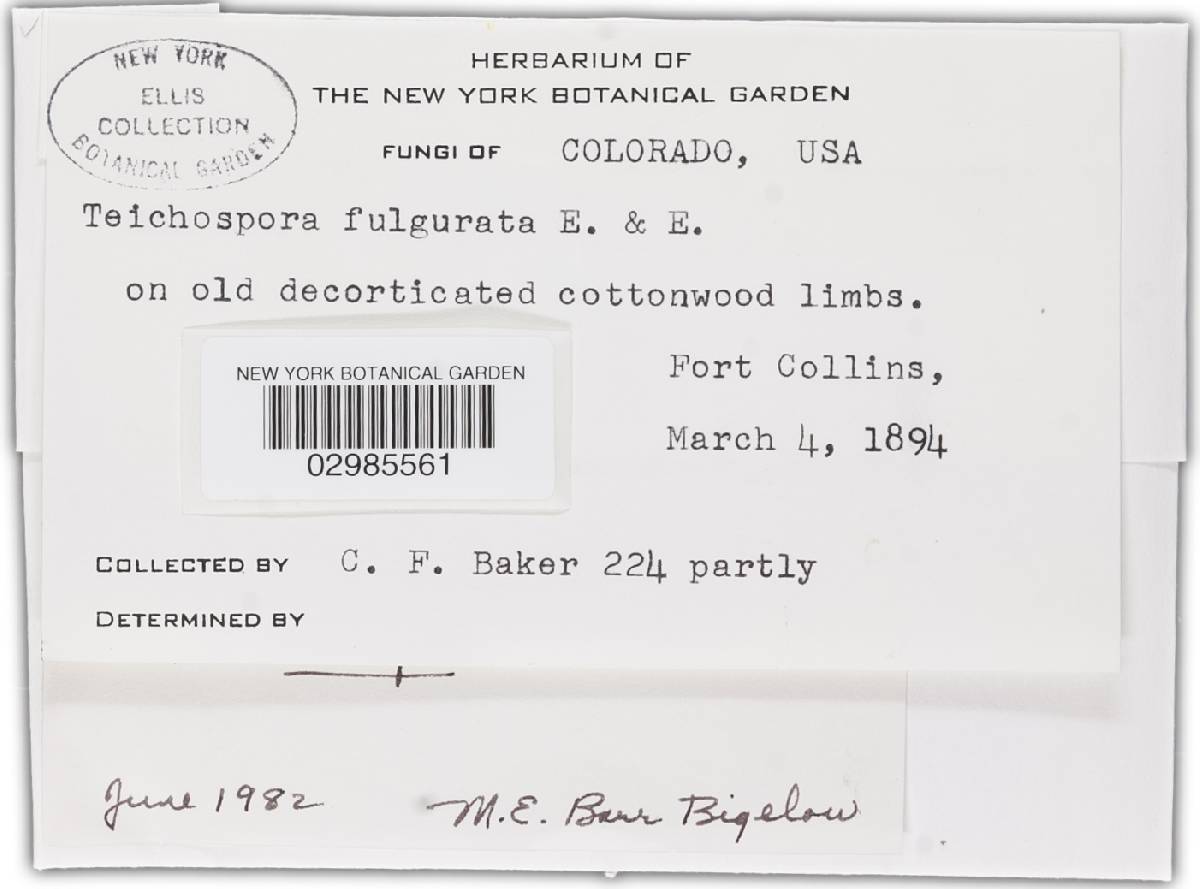 NEW YORK
ELLIS
COLLECTION
BOTANICAL GARDEN
HERBARIUM OF
THE NEW YORK BOTANICAL GARDEN
FUNGI OF COLORADO, USA
Teichospora fulgurata E. & E.
on old decorticated cottonwood limbs.
NEW YORK BOTANICAL GARDEN
02985561
Fort Collins,
March 4, 1894
COLLECTED BY C. F. Baker 224 partly
DETERMINED BY
June 1982 M.E. Barr Bigelow